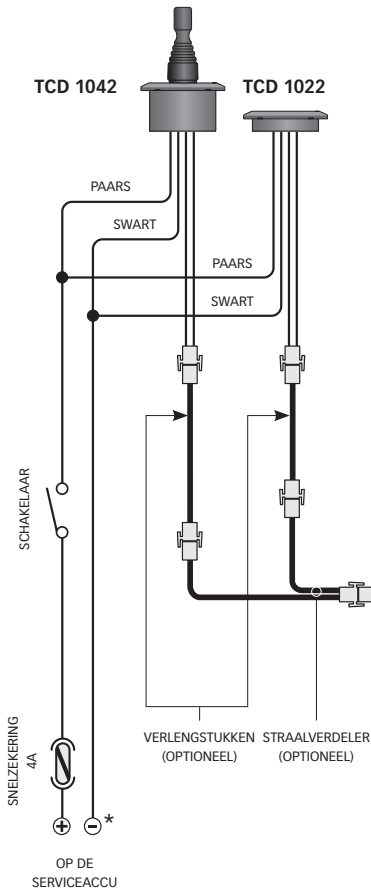 TCD 1042
TCD 1022
PAARS
SWART
PAARS
SWART
SCHAKELAAR
VERLENGSTUKKEN
(OPTIONEEL)
STRAALVERDELER
(OPTIONEEL)
SNELZEKERING
4A
+
− *
OP DE
SERVICEACCU